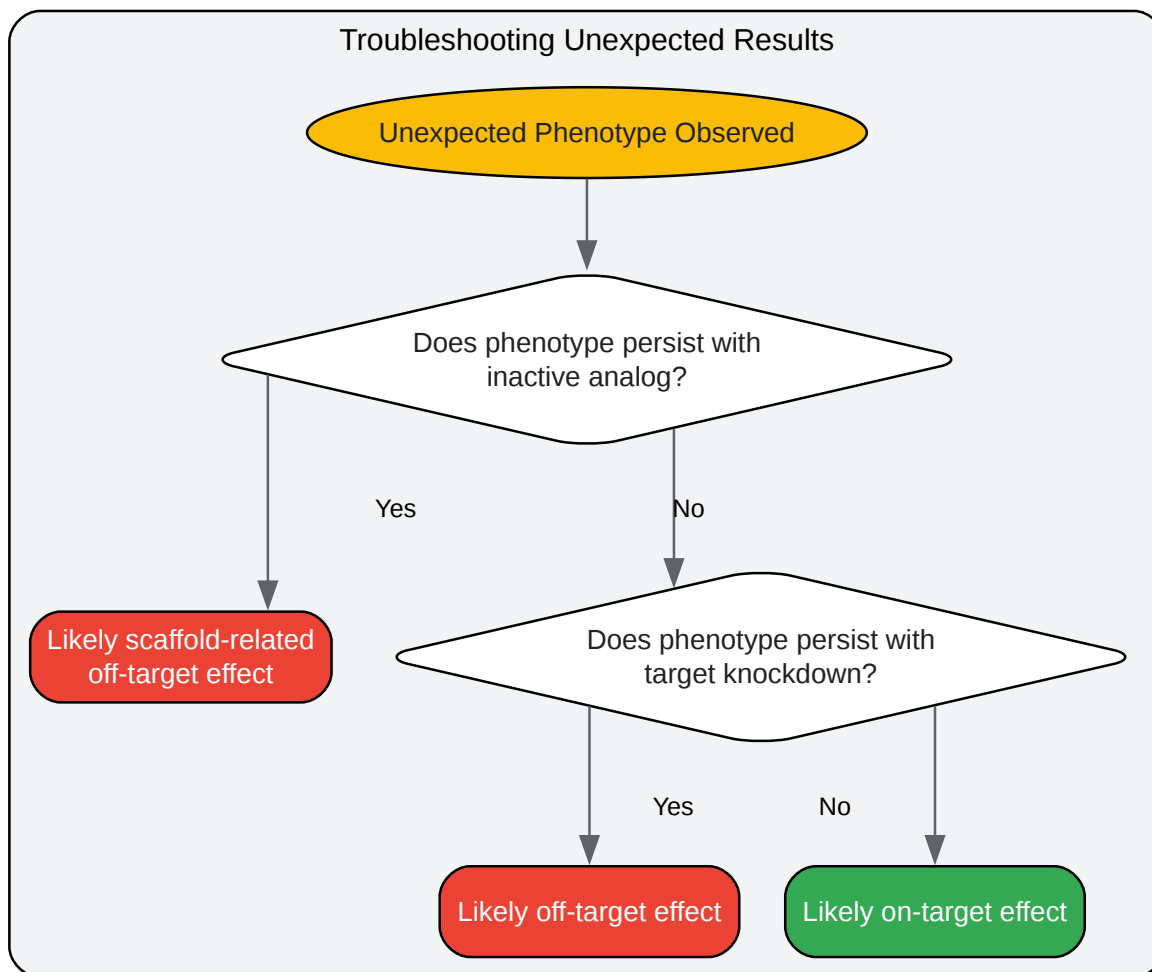 Troubleshooting Unexpected Results
Unexpected Phenotype Observed
Does phenotype persist with
inactive analog?
Yes
No
Likely scaffold-related
off-target effect
Does phenotype persist with
target knockdown?
Yes
No
Likely off-target effect
Likely on-target effect